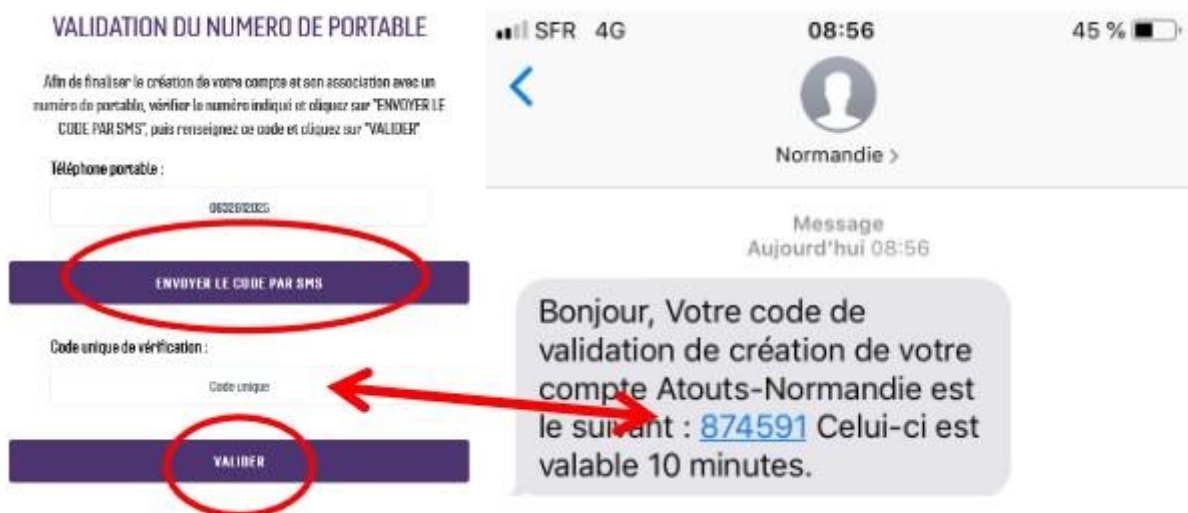 VALIDATION DU NUMERO DE PORTABLE
Afin de finaliser la création de votre compte et son association avec un
numéro de portable, vérifier le numéro indiqué et cliquez sur "ENVOYER LE
CODE PAR SMS", puis renseignez ce code et cliquez sur "VALIDER"
Téléphone portable :
ENVOYER LE CODE PAR SMS
Code unique de vérification :
Code unique
VALIDER
SFR 4G 08:56 45 %
Normandie >
Message
Aujourd'hui 08:56
Bonjour, Votre code de
validation de création de votre
compte Atouts-Normandie est
le suivant : 874591 Celui-ci est
valable 10 minutes.